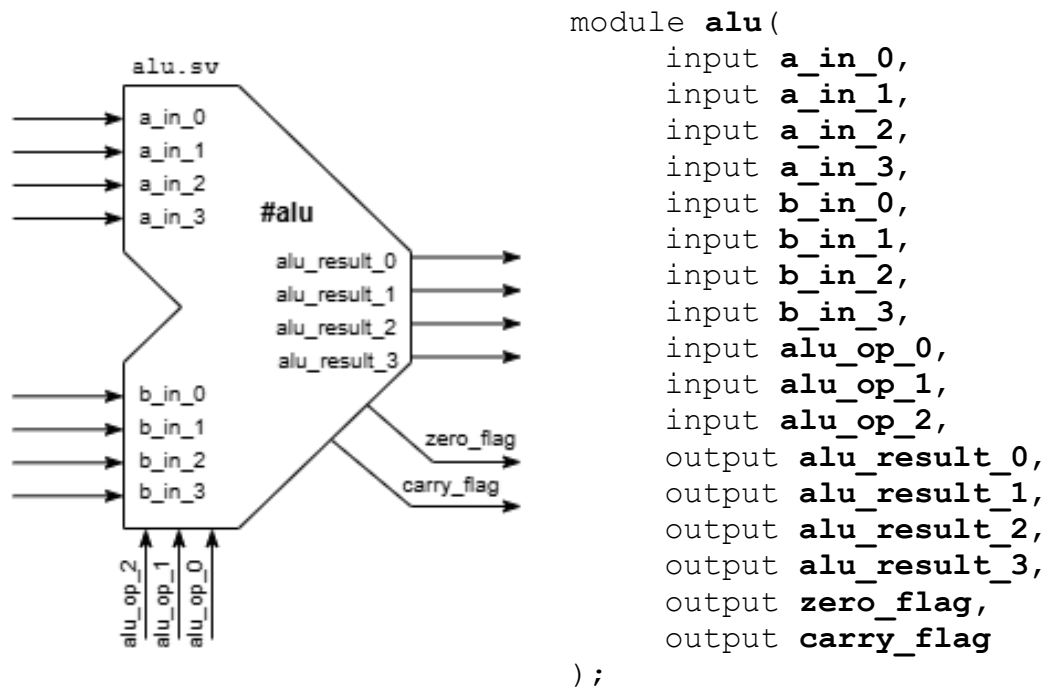 alu.sv
a_in_0
a_in_1
a_in_2
a_in_3
#alu
alu_result_0
alu_result_1
alu_result_2
alu_result_3
b_in_0
b_in_1
b_in_2
b_in_3
zero_flag
carry_flag
alu_op_2
alu_op_1
alu_op_0
module alu(
input a_in_0,
input a_in_1,
input a_in_2,
input a_in_3,
input b_in_0,
input b_in_1,
input b_in_2,
input b_in_3,
input alu_op_0,
input alu_op_1,
input alu_op_2,
output alu_result_0,
output alu_result_1,
output alu_result_2,
output alu_result_3,
output zero_flag,
output carry_flag
);